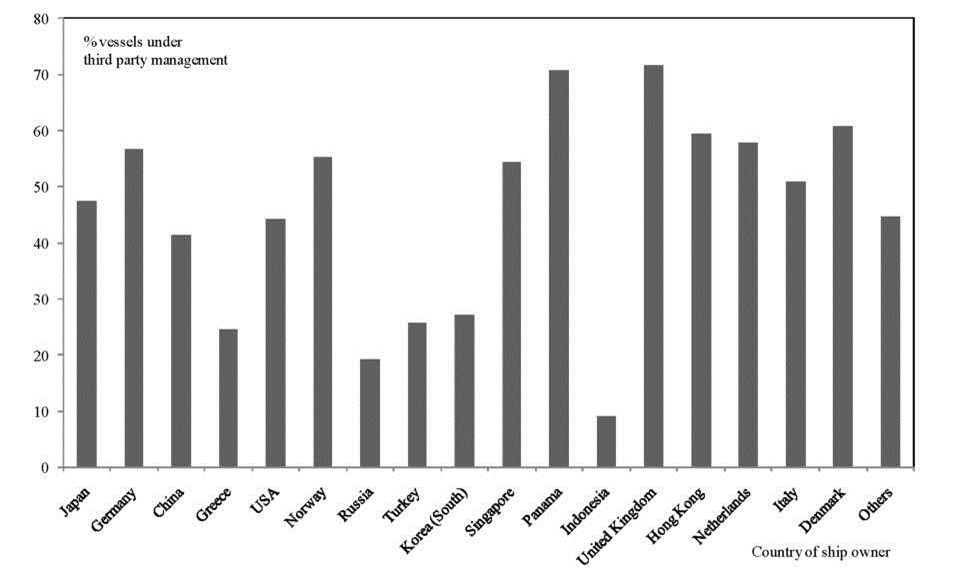 80
% vessels under
third party management
70
60
50
40
30
20
10
0
Japan
Germany
China
Greece
USA
Norway
Russia
Turkey
Korea (South)
Singapore
Panama
Indonesia
United Kingdom
Hong Kong
Netherlands
Italy
Denmark
Others
Country of ship owner